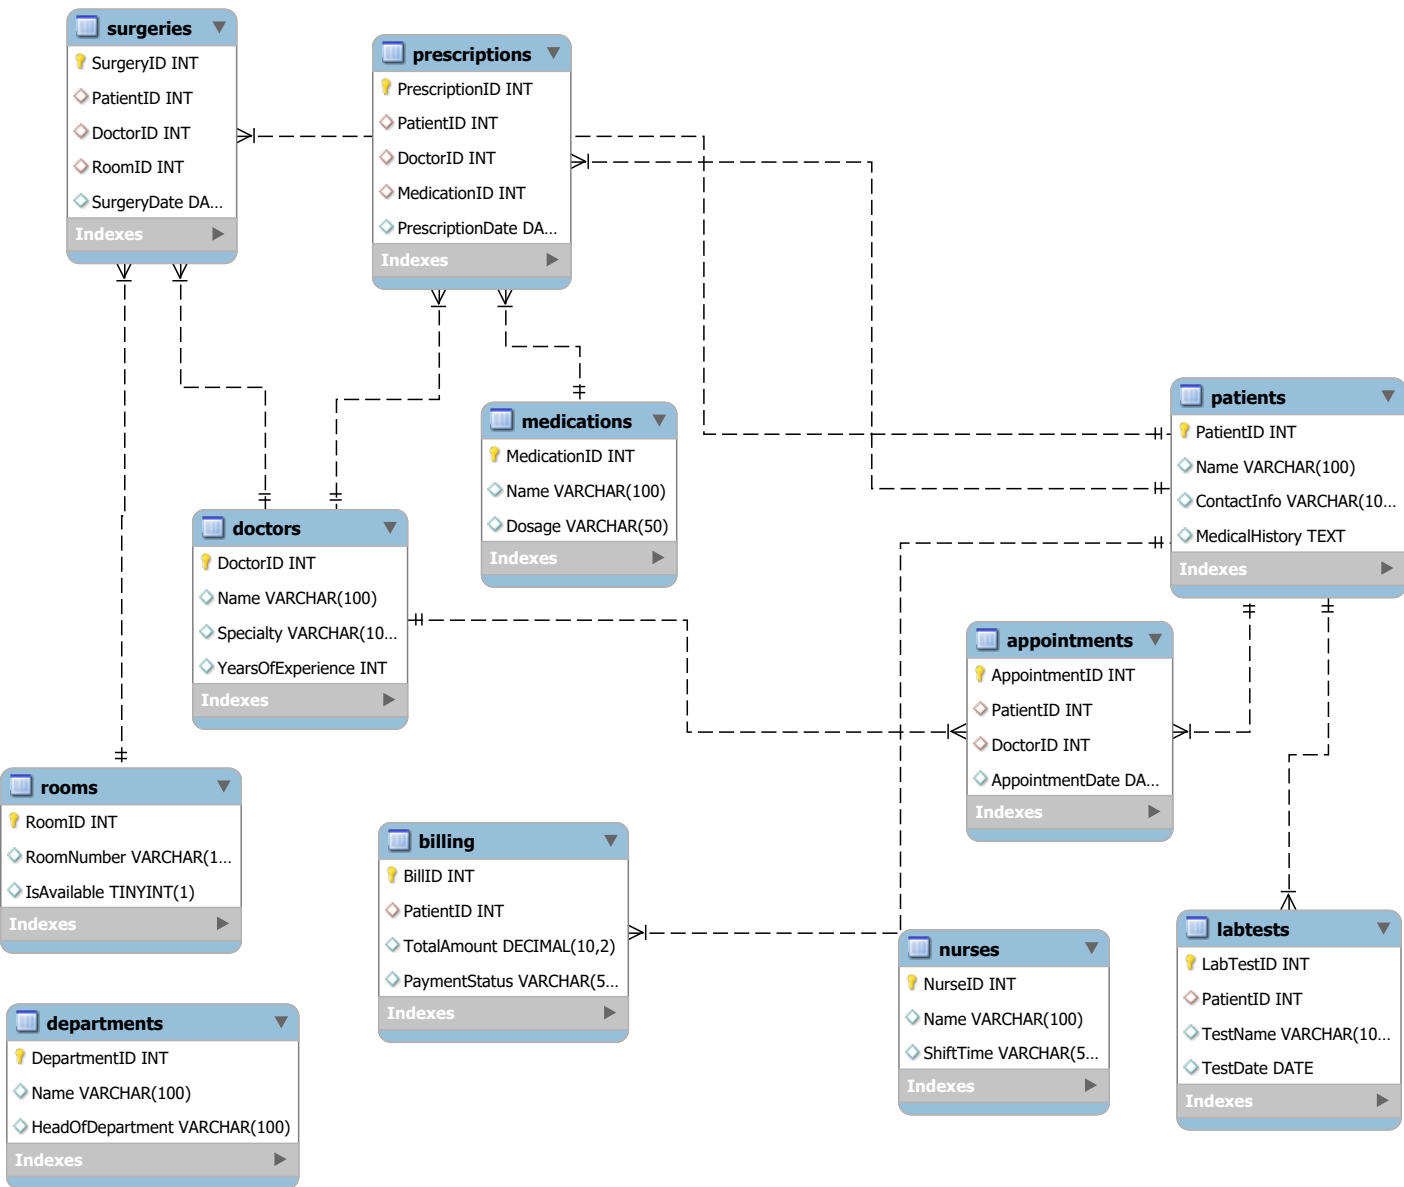 surgeries
SurgeryID INT
PatientID INT
DoctorID INT
RoomID INT
SurgeryDate DA...
Indexes
prescriptions
PrescriptionID INT
PatientID INT
DoctorID INT
MedicationID INT
PrescriptionDate DA...
Indexes
medications
MedicationID INT
Name VARCHAR(100)
Dosage VARCHAR(50)
Indexes
patients
PatientID INT
Name VARCHAR(100)
ContactInfo VARCHAR(10...
MedicalHistory TEXT
Indexes
doctors
DoctorID INT
Name VARCHAR(100)
Specialty VARCHAR(10...
YearsOfExperience INT
Indexes
appointments
AppointmentID INT
PatientID INT
DoctorID INT
AppointmentDate DA...
Indexes
rooms
RoomID INT
RoomNumber VARCHAR(1...
IsAvailable TINYINT(1)
Indexes
billing
BillID INT
PatientID INT
TotalAmount DECIMAL(10,2)
PaymentStatus VARCHAR(5...
Indexes
nurses
NurseID INT
Name VARCHAR(100)
ShiftTime VARCHAR(5...
Indexes
labtests
LabTestID INT
PatientID INT
TestName VARCHAR(10...
TestDate DATE
Indexes
departments
DepartmentID INT
Name VARCHAR(100)
HeadOfDepartment VARCHAR(100)
Indexes